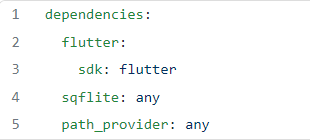 1 dependencies:
2   flutter:
3     sdk: flutter
4   sqflite: any
5   path_provider: any